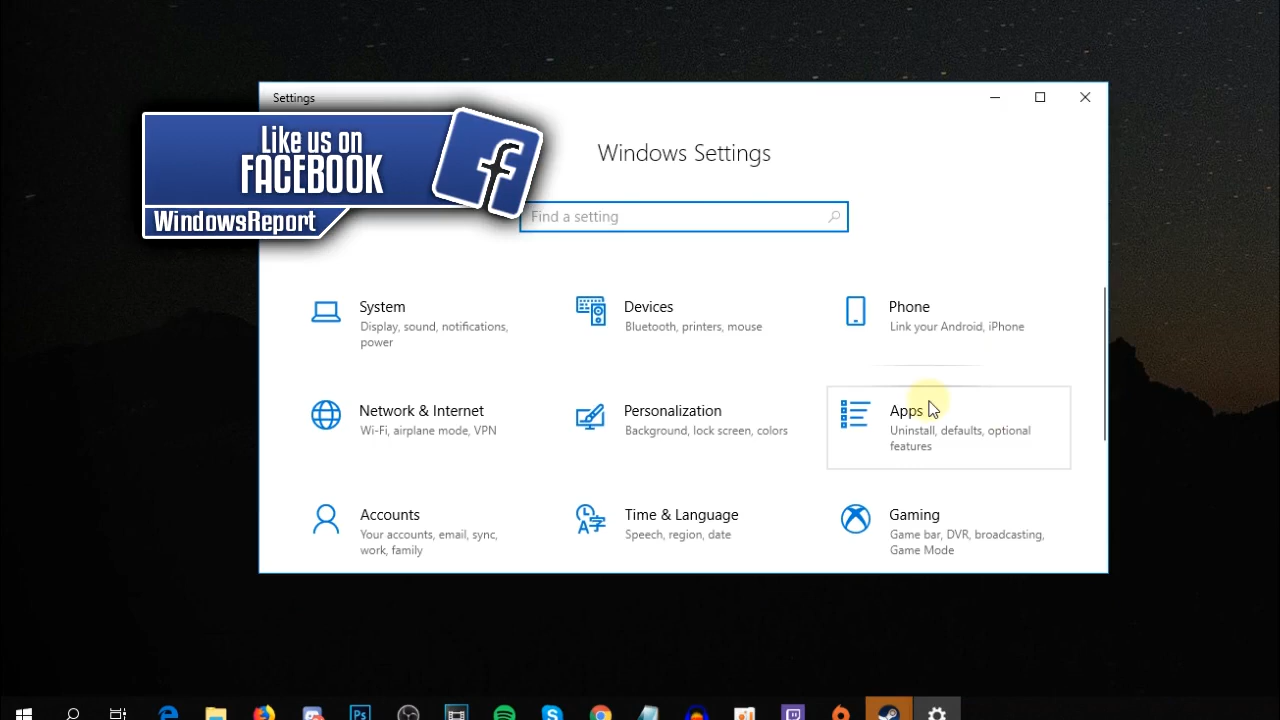 Settings
Like us on
FACEBOOK
WindowsReport
Windows Settings
Find a setting
System
Display, sound, notifications,
power
Devices
Bluetooth, printers, mouse
Phone
Link your Android, iPhone
Network & Internet
Wi-Fi, airplane mode, VPN
Personalization
Background, lock screen, colors
Apps
Uninstall, defaults, optional
features
Accounts
Your accounts, email, sync,
work, family
Time & Language
Speech, region, date
Gaming
Game bar, DVR, broadcasting,
Game Mode